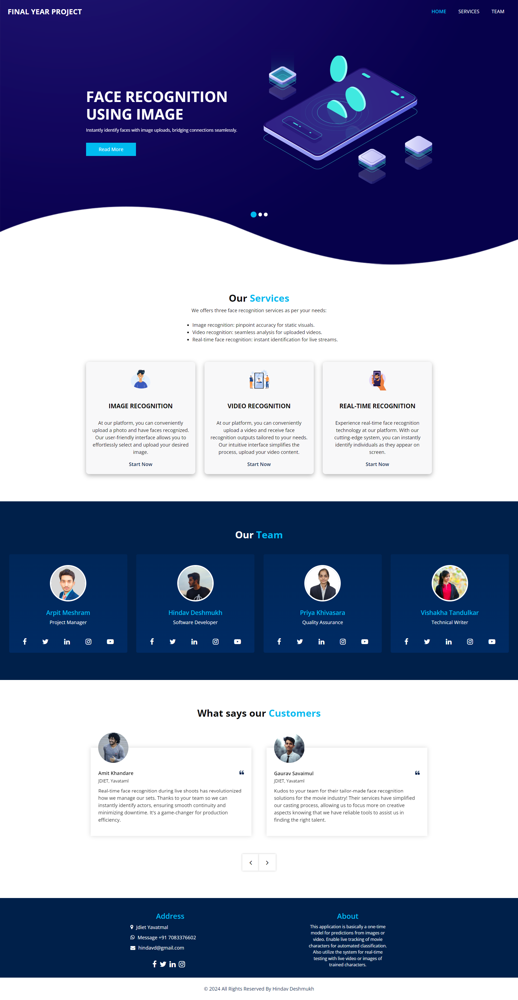 FINAL YEAR PROJECT
HOME SERVICES TEAM
FACE RECOGNITION
USING IMAGE
Instantly identify faces with image uploads, bridging connections seamlessly.
Read More
Our Services
We offers three face recognition services as per your needs:
Image recognition: pinpoint accuracy for static visuals.
Video recognition: seamless analysis for uploaded videos.
Real-time face recognition: instant identification for live streams.
IMAGE RECOGNITION
At our platform, you can conveniently
upload a photo and have faces recognized.
Our user-friendly interface allows you to
effortlessly select and upload your desired
image.
Start Now
VIDEO RECOGNITION
At our platform, you can conveniently
upload a video and receive face
recognition outputs tailored to your needs.
Our intuitive interface simplifies the
process, upload your video content.
Start Now
REAL-TIME RECOGNITION
Experience real-time face recognition
technology at our platform. With our
cutting-edge system, you can instantly
identify individuals as they appear on
screen.
Start Now
Our Team
Arpit Meshram
Project Manager
Hindav Deshmukh
Software Developer
Priya Khivasara
Quality Assurance
Vishakha Tandulkar
Technical Writer
What says our Customers
Amit Khandare
JDIET, Yavataml
Real-time face recognition during live shoots has revolutionized
how we manage our sets. Thanks to your team so we can
instantly identify actors, ensuring smooth continuity and
minimizing downtime. It's a game-changer for production
efficiency.
Gaurav Savaimul
JDIET, Yavataml
Kudos to your team for their tailor-made face recognition
solutions for the movie industry! Their services have simplified
our casting process, allowing us to focus more on creative
aspects knowing that we have reliable tools to assist us in
finding the right talent.
Address
Jdiet Yavatmal
Message +91 7083376602
hindavd@gmail.com
About
This application is basically a one-time
model for predictions from images or
video. Enable live tracking of movie
characters for automated classification.
Also utilize the system for real-time
testing with live video or images of
trained characters.
© 2024 All Rights Reserved By Hindav Deshmukh